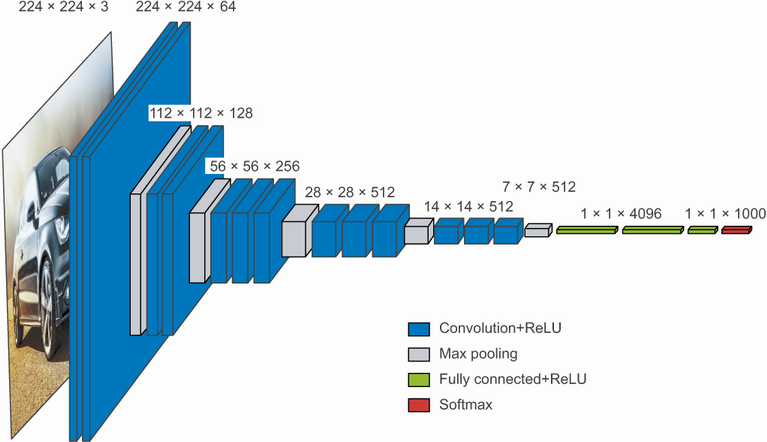 224 × 224 × 3
224 × 224 × 64
112 × 112 × 128
56 × 56 × 256
28 × 28 × 512
14 × 14 × 512
7 × 7 × 512
1 × 1 × 4096
1 × 1 × 1000
Convolution+ReLU
Max pooling
Fully connected+ReLU
Softmax